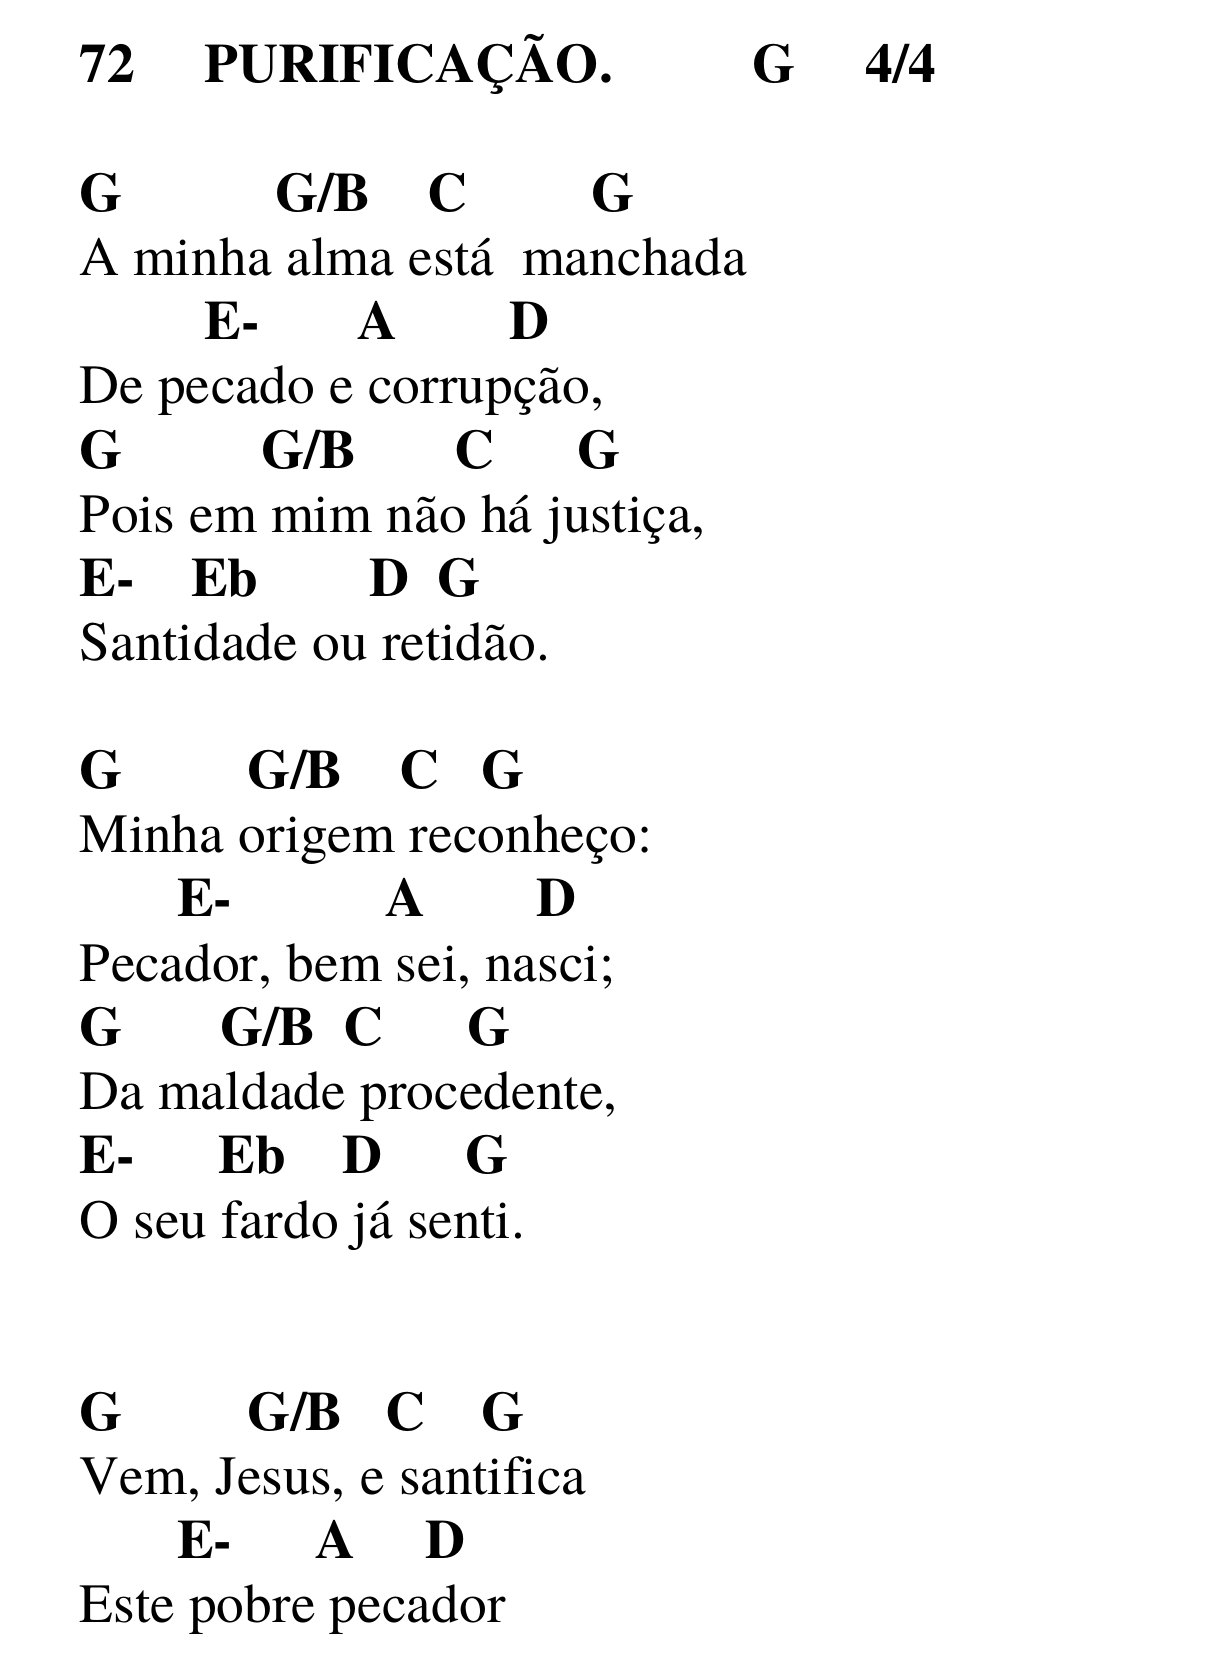 72 PURIFICAÇÃO. G 4/4
G G/B C G
A minha alma está manchada
E- A D
De pecado e corrupção,
G G/B C G
Pois em mim não há justiça,
E- Eb D G
Santidade ou retidão.
G G/B C G
Minha origem reconheço:
E- A D
Pecador, bem sei, nasci;
G G/B C G
Da maldade procedente,
E- Eb D G
O seu fardo já senti.
G G/B C G
Vem, Jesus, e santifica
E- A D
Este pobre pecador